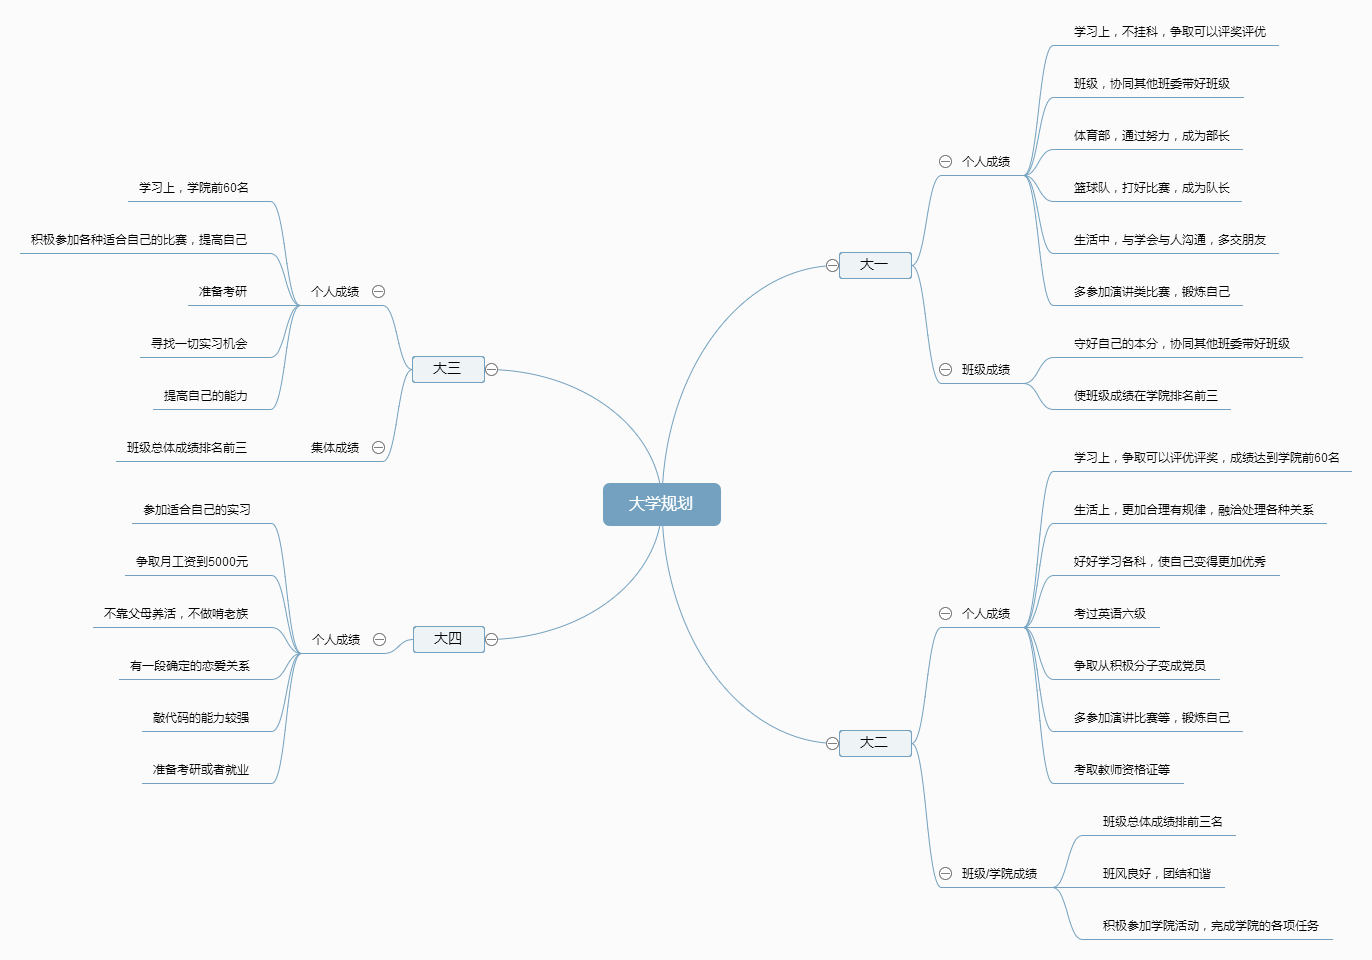 大学规划
大一
个人成绩
学习上，不挂科，争取可以评奖评优
班级，协同其他班委带好班级
体育部，通过努力，成为部长
篮球队，打好比赛，成为队长
生活中，与学会与人沟通，多交朋友
多参加演讲类比赛，锻炼自己
班级成绩
守好自己的本分，协同其他班委带好班级
使班级成绩在学院排名前三
大二
个人成绩
学习上，争取可以评优评奖，成绩达到学院前60名
生活上，更加合理有规律，融洽处理各种关系
好好学习各科，使自己变得更加优秀
考过英语六级
争取从积极分子变成党员
多参加演讲比赛等，锻炼自己
考取教师资格证等
班级/学院成绩
班级总体成绩排前三名
班风良好，团结和谐
积极参加学院活动，完成学院的各项任务
大三
个人成绩
学习上，学院前60名
积极参加各种适合自己的比赛，提高自己
准备考研
寻找一切实习机会
提高自己的能力
集体成绩
班级总体成绩排名前三
大四
个人成绩
参加适合自己的实习
争取月工资到5000元
不靠父母养活，不做啃老族
有一段确定的恋爱关系
敲代码的能力较强
准备考研或者就业